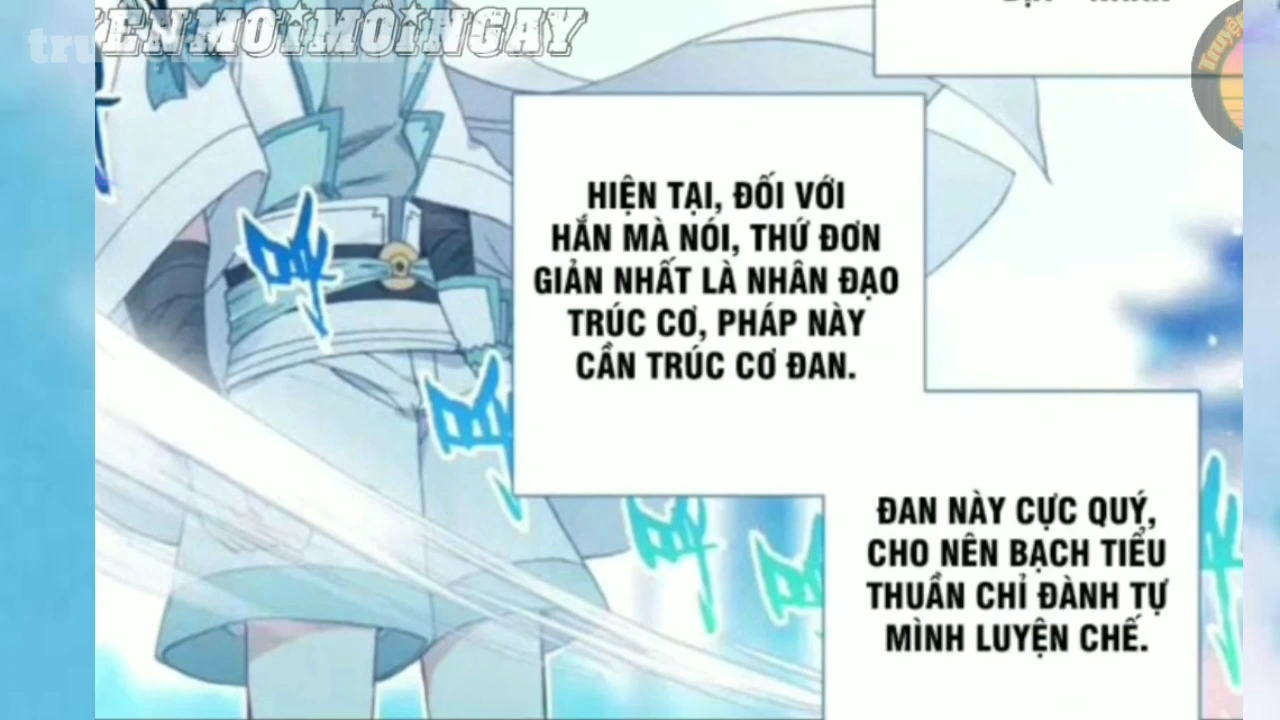 HIỆN TẠI, ĐỐI VỚI
HẮN MÀ NÓI, THỨ ĐƠN
GIẢN NHẤT LÀ NHÂN ĐẠO
TRÚC CƠ, PHÁP NÀY
CẦN TRÚC CƠ ĐAN.
ĐAN NÀY CỰC QUÝ,
CHO NÊN BẠCH TIỂU
THUẦN CHỈ ĐÀNH TỰ
MÌNH LUYỆN CHẾ.